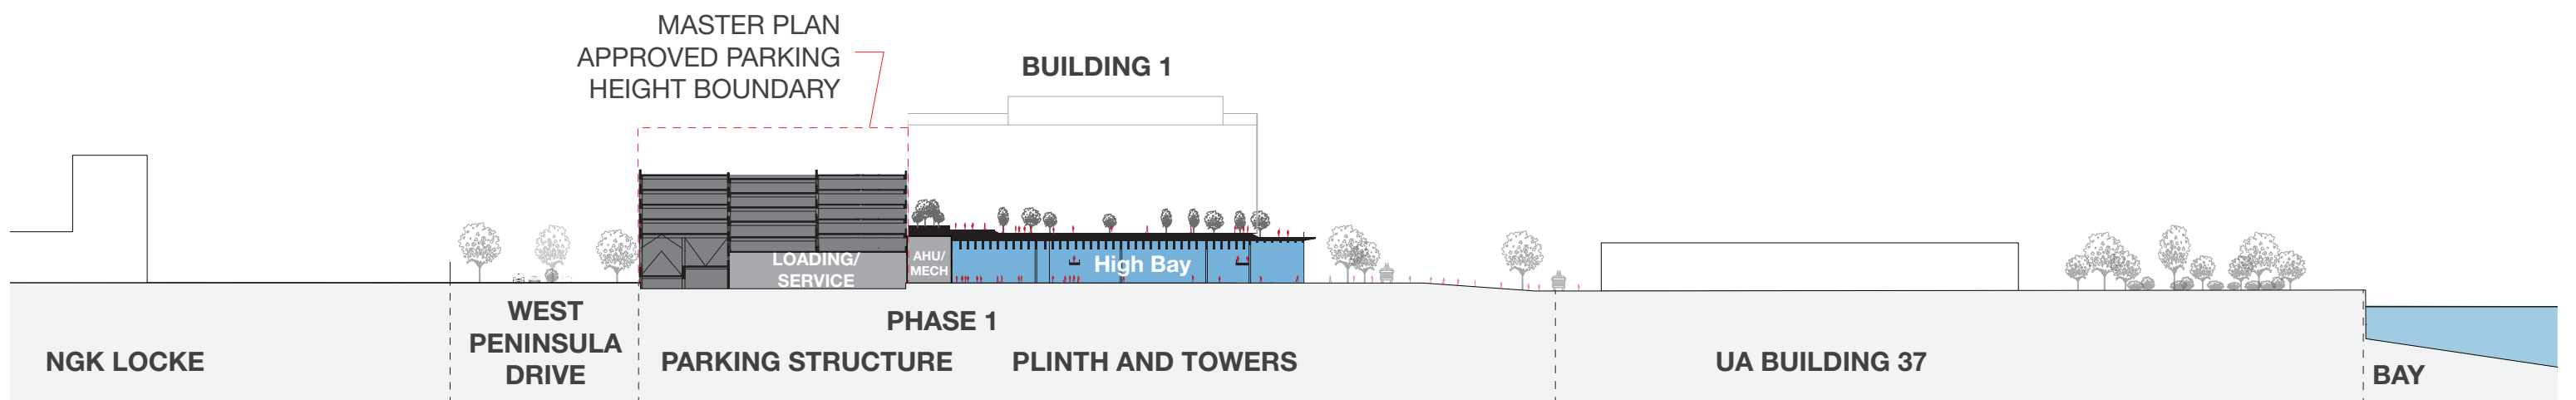 MASTER PLAN
APPROVED PARKING
HEIGHT BOUNDARY
BUILDING 1
LOADING/
SERVICE
AHU/
MECH
High Bay
WEST
PENINSULA
DRIVE
PHASE 1
NGK LOCKE
PARKING STRUCTURE
PLINTH AND TOWERS
UA BUILDING 37
BAY